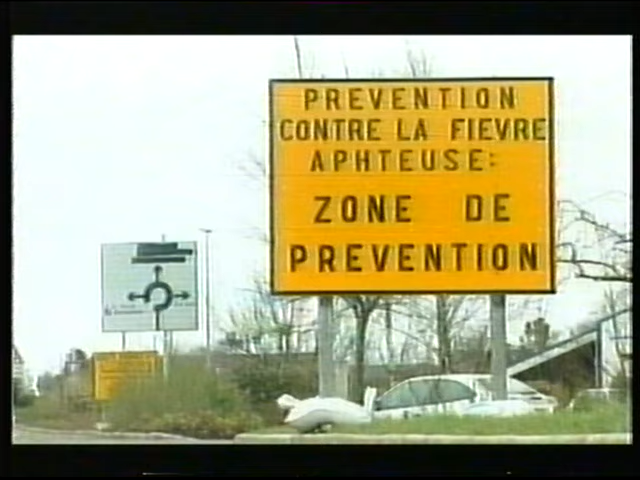 PREVENTION
CONTRE LA FIEVRE
APHTEUSE:
ZONE DE
PREVENTION